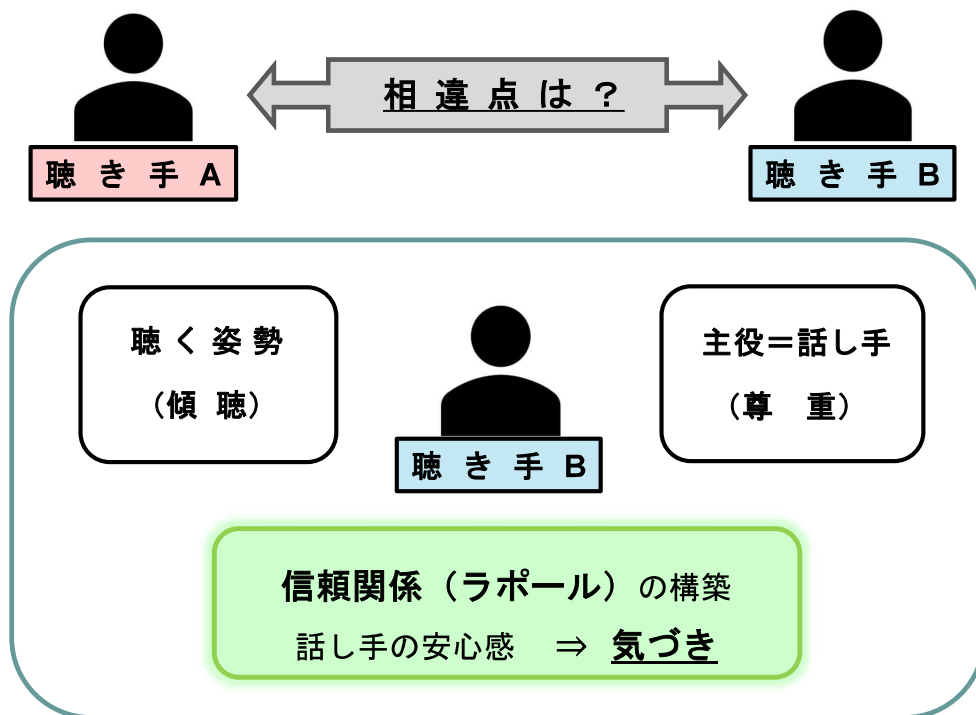 相違点は？
聴き手A
聴き手B
聴く姿勢
（傾聴）
主役＝話し手
（尊　重）
聴き手B
信頼関係（ラポール）の構築
話し手の安心感　⇒　気づき